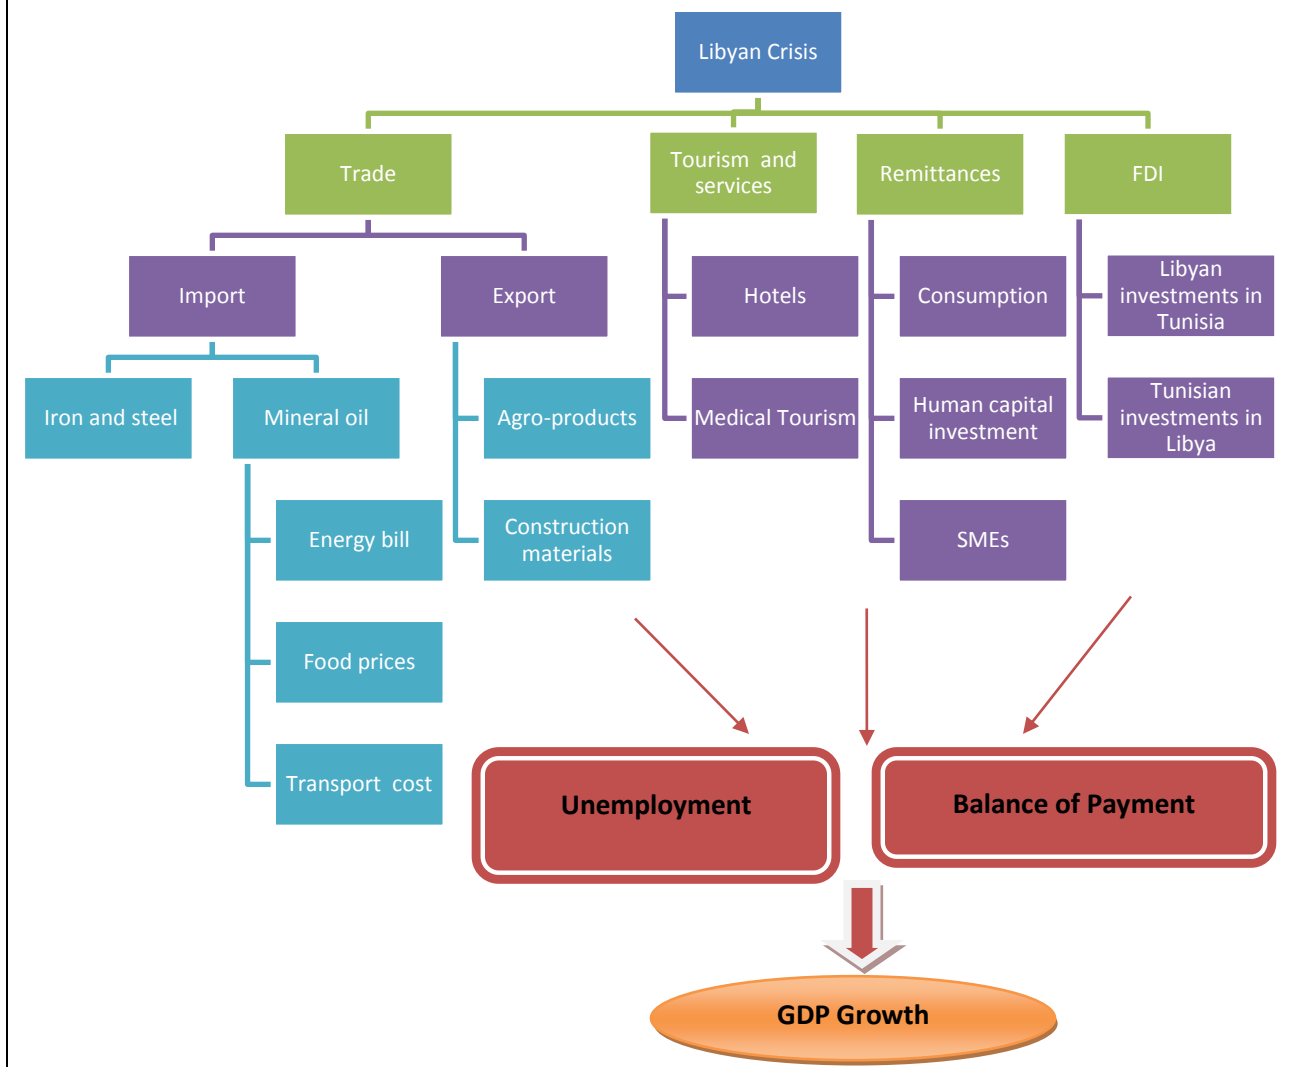 Libyan Crisis
Trade
Tourism and
services
Remittances
FDI
Import
Export
Hotels
Consumption
Libyan
investments in
Tunisia
Iron and steel
Mineral oil
Agro-products
Medical Tourism
Human capital
investment
Tunisian
investments in
Libya
Energy bill
Construction
materials
SMEs
Food prices
Transport cost
Unemployment
Balance of Payment
GDP Growth